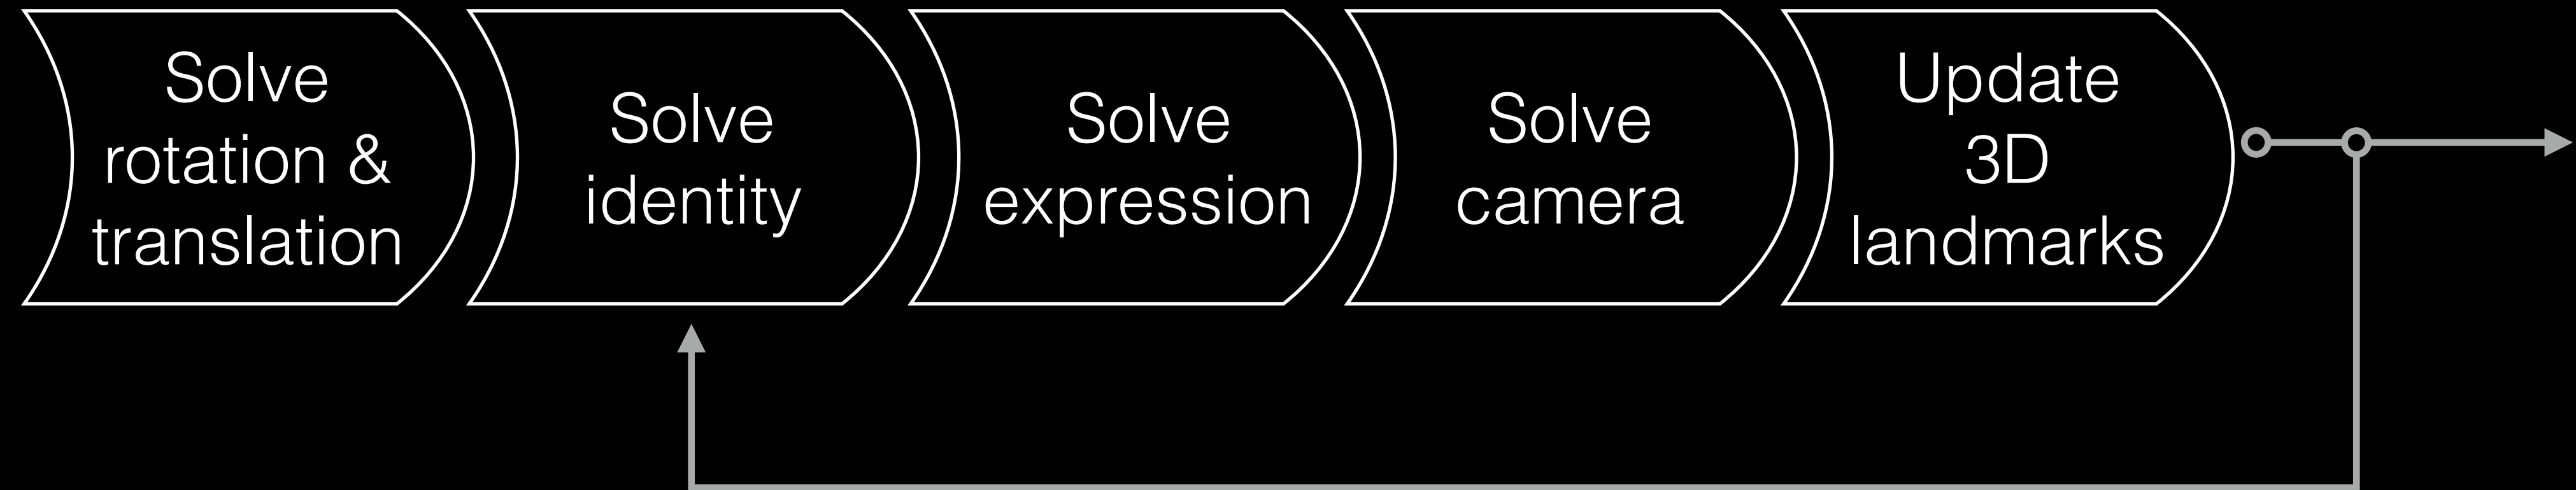 Solve
rotation &
translation
Solve
identity
Solve
expression
Solve
camera
Update
3D
landmarks